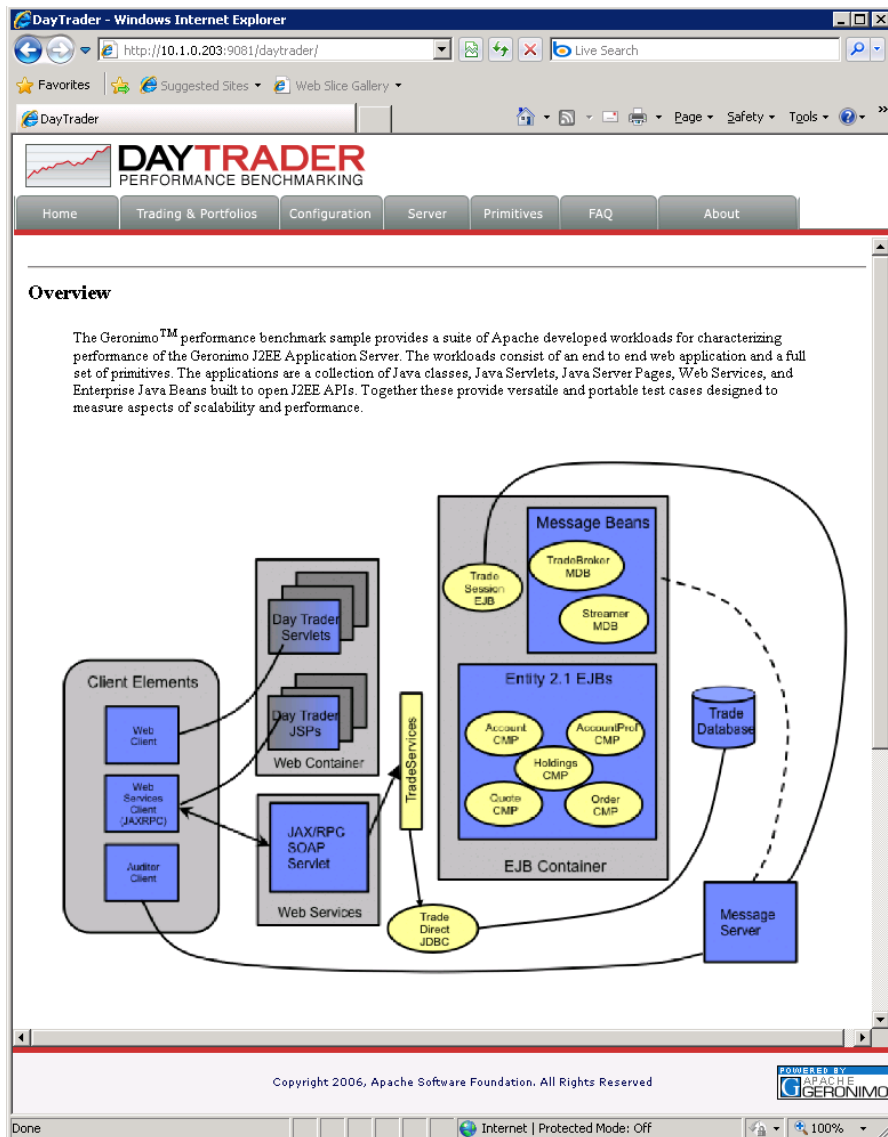 DayTrader - Windows Internet Explorer
http://10.1.0.203:9081/daytrader/
Live Search
Favorites
Suggested Sites
Web Slice Gallery
DayTrader
Page
Safety
Tools
»
DAYTRADER
PERFORMANCE BENCHMARKING
Home
Trading & Portfolios
Configuration
Server
Primitives
FAQ
About
Overview
The Geronimo™ performance benchmark sample provides a suite of Apache developed workloads for characterizing
performance of the Geronimo J2EE Application Server. The workloads consist of an end to end web application and a full
set of primitives. The applications are a collection of Java classes, Java Servlets, Java Server Pages, Web Services, and
Enterprise Java Beans built to open J2EE APIs. Together these provide versatile and portable test cases designed to
measure aspects of scalability and performance.
Client Elements
Web
Client
Web
Services
Client
(JAXRPC)
Auditor
Client
Day Trader
Servlets
Day Trader
JSPs
Web Container
JAX/RPC
SOAP
Servlet
Web Services
TradeServices
Trade
Direct
JDBC
Trade
Session
EJB
Message Beans
TradeBroker
MDB
Streamer
MDB
Entity 2.1 EJBs
Account
CMP
AccountProf
CMP
Holdings
CMP
Quote
CMP
Order
CMP
EJB Container
Trade
Database
Message
Server
Copyright 2006, Apache Software Foundation. All Rights Reserved
POWERED BY
APACHE
GERONIMO
Done
Internet | Protected Mode: Off
100%